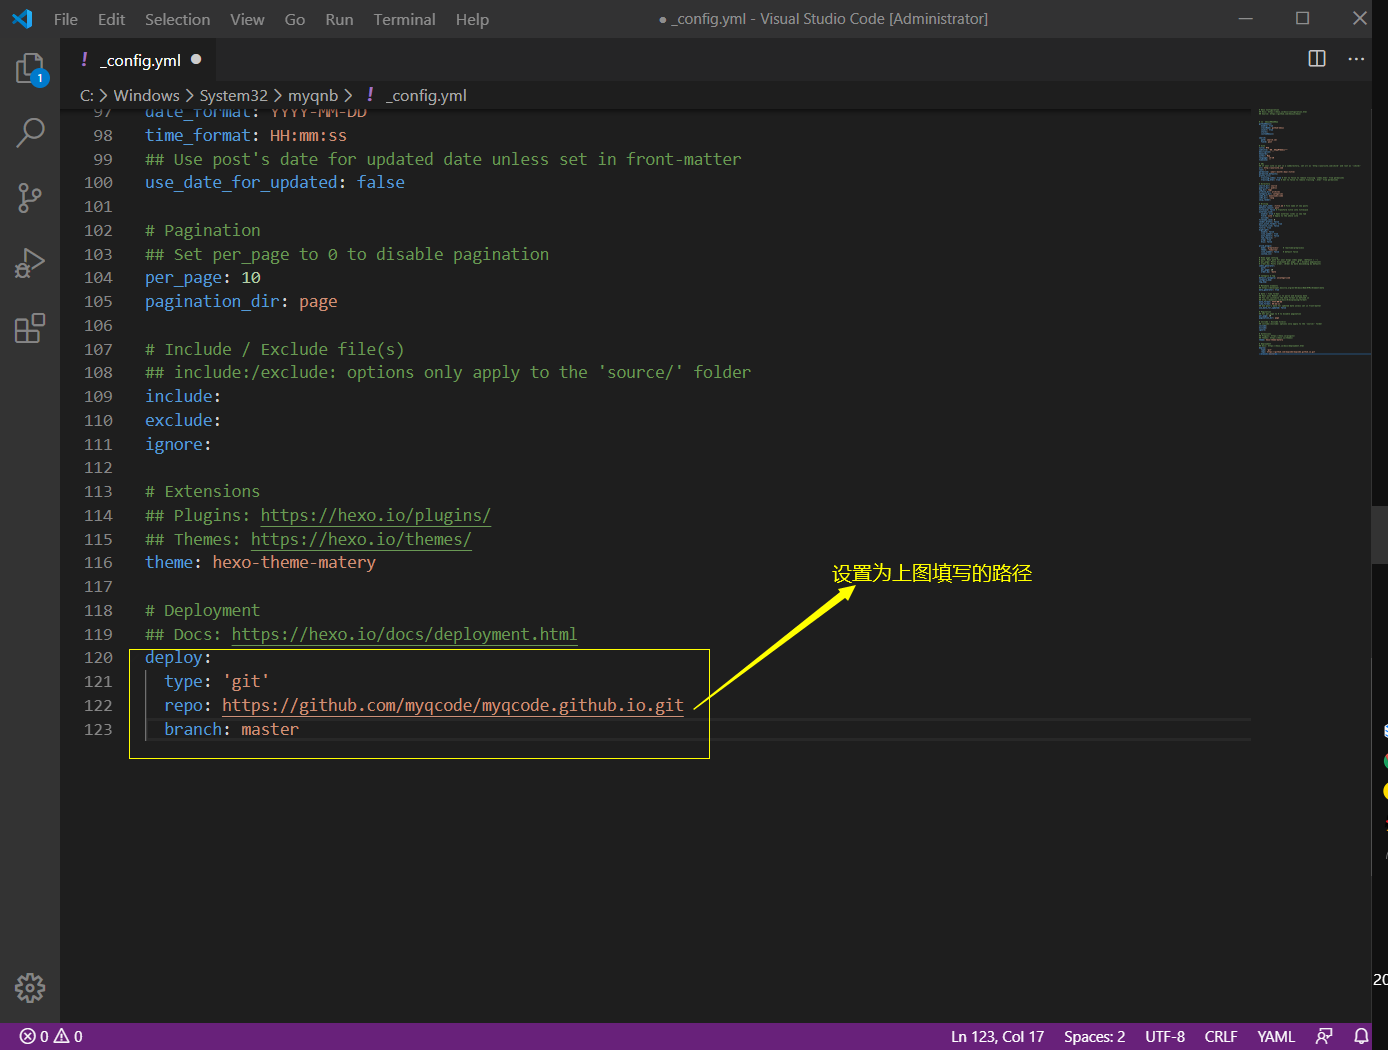 File Edit Selection View Go Run Terminal Help ● _config.yml - Visual Studio Code [Administrator]
! _config.yml ●
C: > Windows > System32 > myqnb > ! _config.yml
1
97 date_format: YYYY-MM-DD
98 time_format: HH:mm:ss
99 ## Use post's date for updated date unless set in front-matter
100 use_date_for_updated: false
101
102 # Pagination
103 ## Set per_page to 0 to disable pagination
104 per_page: 10
105 pagination_dir: page
106
107 # Include / Exclude file(s)
108 ## include:/exclude: options only apply to the 'source/' folder
109 include:
110 exclude:
111 ignore:
112
113 # Extensions
114 ## Plugins: https://hexo.io/plugins/
115 ## Themes: https://hexo.io/themes/
116 theme: hexo-theme-matery
设置为上图填写的路径
117
118 # Deployment
119 ## Docs: https://hexo.io/docs/deployment.html
120 deploy:
121 type: 'git'
122 repo: https://github.com/myqcode/myqcode.github.io.git
123 branch: master
20
0 0 Ln 123, Col 17 Spaces: 2 UTF-8 CRLF YAML